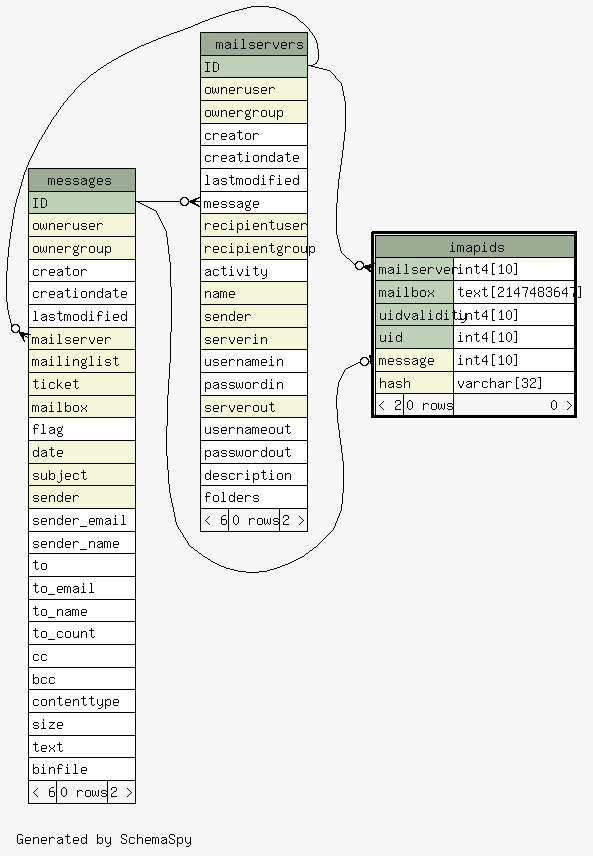 mailservers
ID
owneruser
ownergroup
creator
creationdate
lastmodified
message
recipientuser
recipientgroup
activity
name
sender
serverin
usernamein
passwordin
serverout
usernameout
passwordout
description
folders
< 6 0 rows 2 >
messages
ID
owneruser
ownergroup
creator
creationdate
lastmodified
mailserver
mailinglist
ticket
mailbox
flag
date
subject
sender
sender_email
sender_name
to
to_email
to_name
to_count
cc
bcc
contenttype
size
text
binfile
< 6 0 rows 2 >
imapids
mailserver int4[10]
mailbox text[2147483647]
uidvalidity int4[10]
uid int4[10]
message int4[10]
hash varchar[32]
< 2 0 rows 0 >
Generated by SchemaSpy